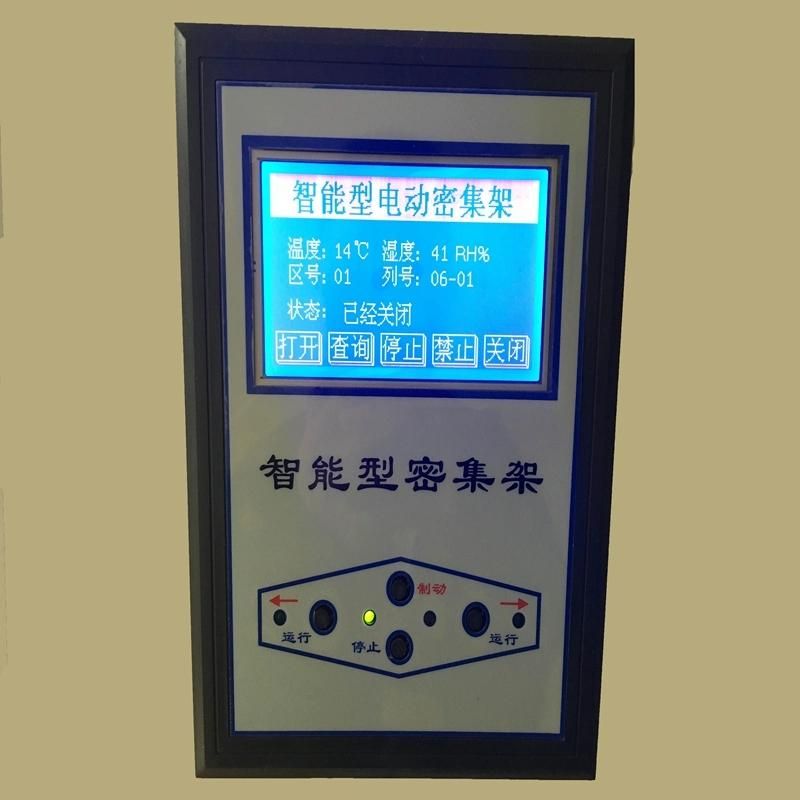 智能型电动密集架
温度: 14℃ 湿度: 41 RH%
区号: 01 列号: 06-01
状态: 已经关闭
打开 查询 停止 禁止 关闭
智能型密集架
制动
运行 停止 运行